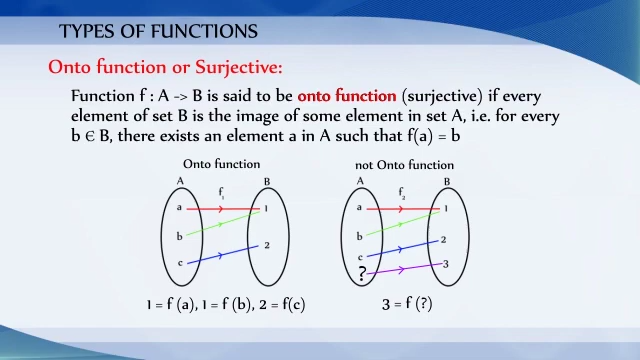 TYPES OF FUNCTIONS
Onto function or Surjective:
Function f : A -> B is said to be onto function (surjective) if every
element of set B is the image of some element in set A, i.e. for every
b ∈ B, there exists an element a in A such that f(a) = b
Onto function
A B
f₁
a 1
b
2
c
1 = f (a), 1 = f (b), 2 = f(c)
not Onto function
A B
f₂
a 1
b 2
c
? 3
3 = f (?)